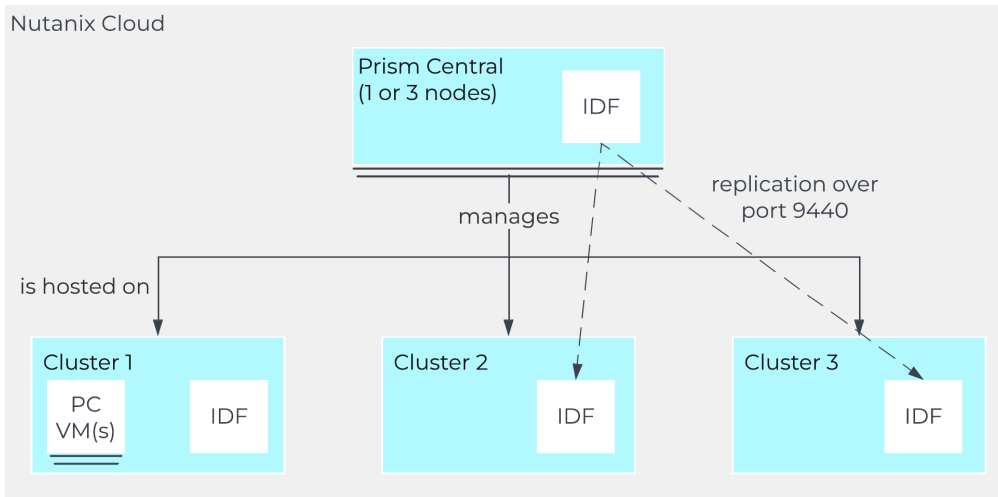 Nutanix Cloud
Prism Central
(1 or 3 nodes)
IDF
replication over
port 9440
manages
is hosted on
Cluster 1
PC
VM(s)
IDF
Cluster 2
IDF
Cluster 3
IDF